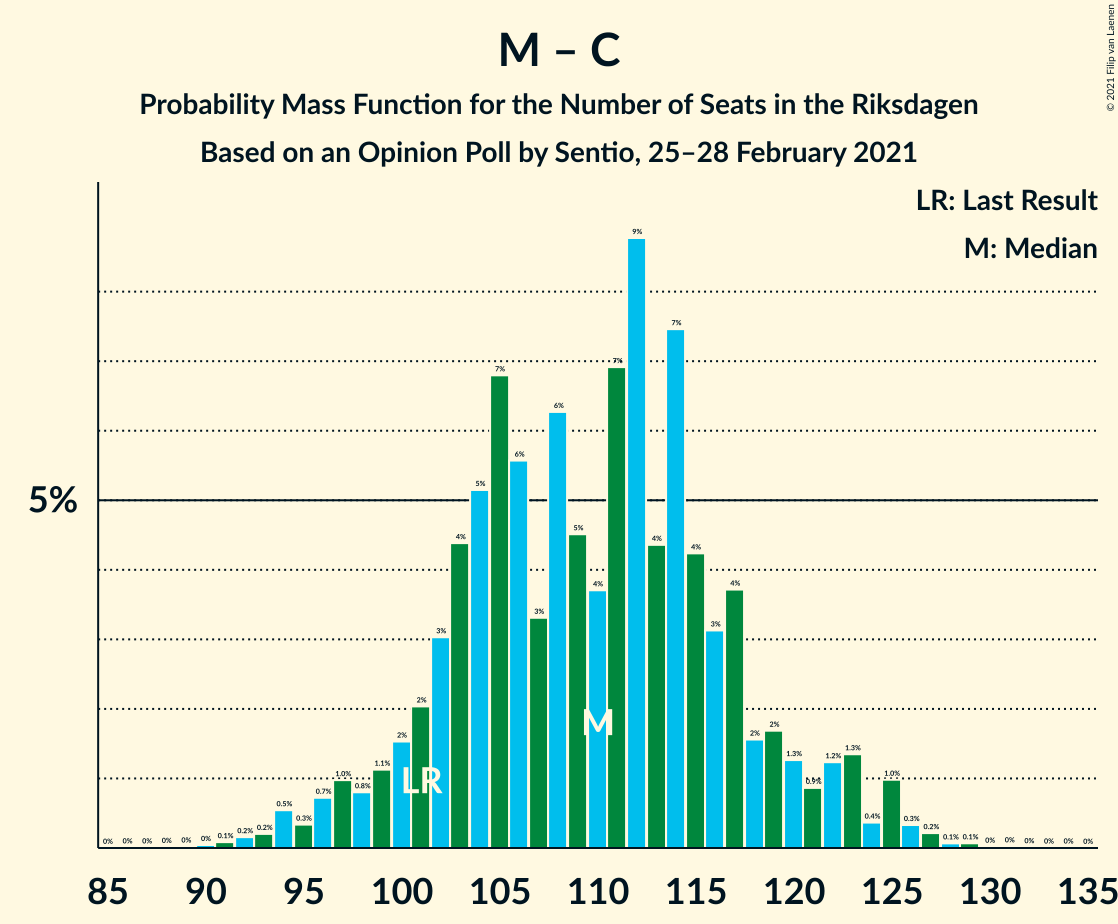 © 2021 Filip van Laenen
M – C
Probability Mass Function for the Number of Seats in the Riksdagen
Based on an Opinion Poll by Sentio, 25–28 February 2021
LR: Last Result
M: Median
5%
0% 0% 0% 0% 0% 0% 0.1% 0.2% 0.2% 0.5% 0.3% 0.7% 1.0% 0.8% 1.1% 2% 2% 3% 4% 5% 7% 6% 3% 6% 5% 4% 7% 9% 4% 7% 4% 3% 4% 2% 2% 1.3% 0.9% 1.2% 1.3% 0.4% 1.0% 0.3% 0.2% 0.1% 0.1% 0% 0% 0% 0% 0% 0%
LR
M
85 90 95 100 105 110 115 120 125 130 135